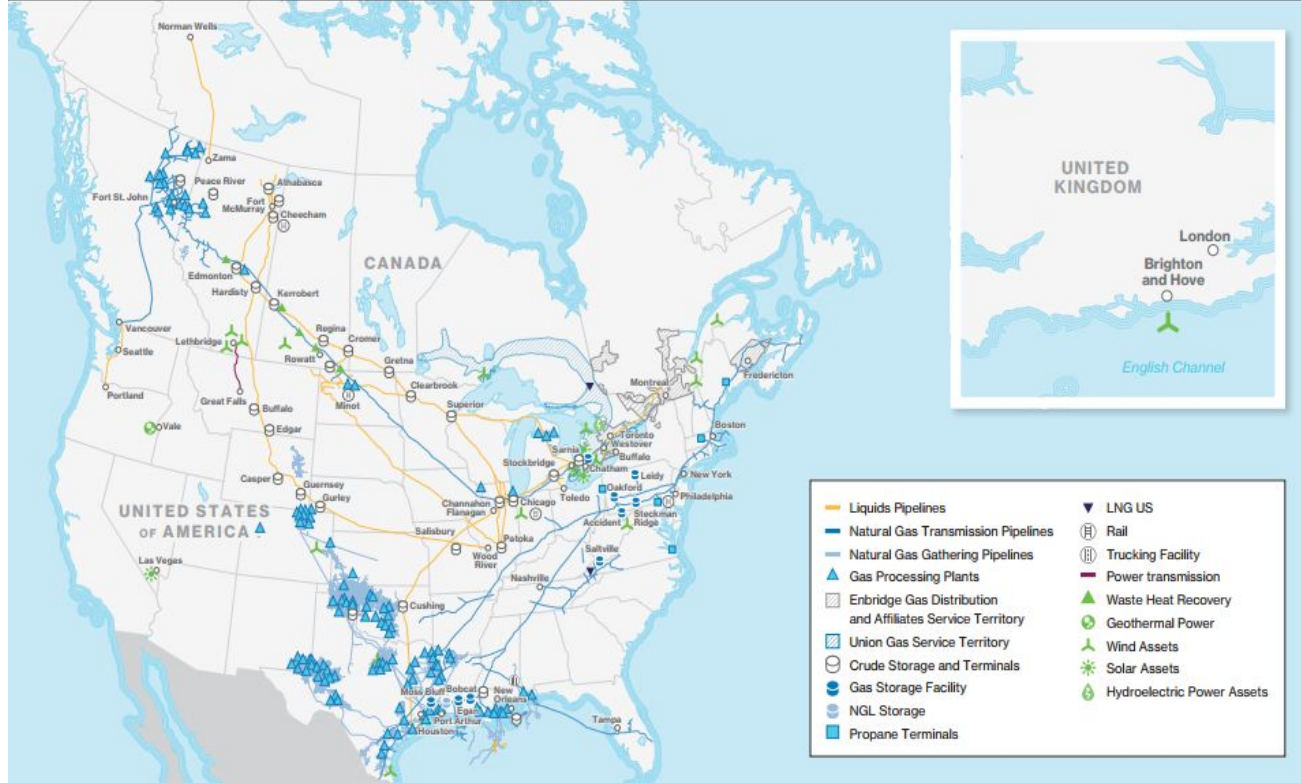 Norman Wells
Zama
Peace River
Fort St. John
Athabasca
Fort
McMurray
Cheecham
CANADA
Edmonton
Hardisty
Kerrobert
Vancouver
Seattle
Lethbridge
Regina
Cromer
Rowatt
Gretna
Portland
Great Falls
Minot
Clearbrook
Superior
Montreal
Fredericton
Vale
Buffalo
Edgar
Toronto
Westover
Buffalo
Boston
Sarnia
Stockbridge
Chatham
Leidy
New York
Casper
Guernsey
Gurley
Channahon
Flanagan
Chicago
Toledo
Oakford
Philadelphia
Steckman
Ridge
Accident
UNITED STATES
OF AMERICA
Salisbury
Patoka
Wood
River
Saltville
Las Vegas
Nashville
Cushing
Moss Bluff
Bobcat
New
Orleans
Egan
Port Arthur
Houston
Tampa
UNITED
KINGDOM
London
Brighton
and Hove
English Channel
Liquids Pipelines
Natural Gas Transmission Pipelines
Natural Gas Gathering Pipelines
Gas Processing Plants
Enbridge Gas Distribution
and Affiliates Service Territory
Union Gas Service Territory
Crude Storage and Terminals
Gas Storage Facility
NGL Storage
Propane Terminals
LNG US
Rail
Trucking Facility
Power transmission
Waste Heat Recovery
Geothermal Power
Wind Assets
Solar Assets
Hydroelectric Power Assets